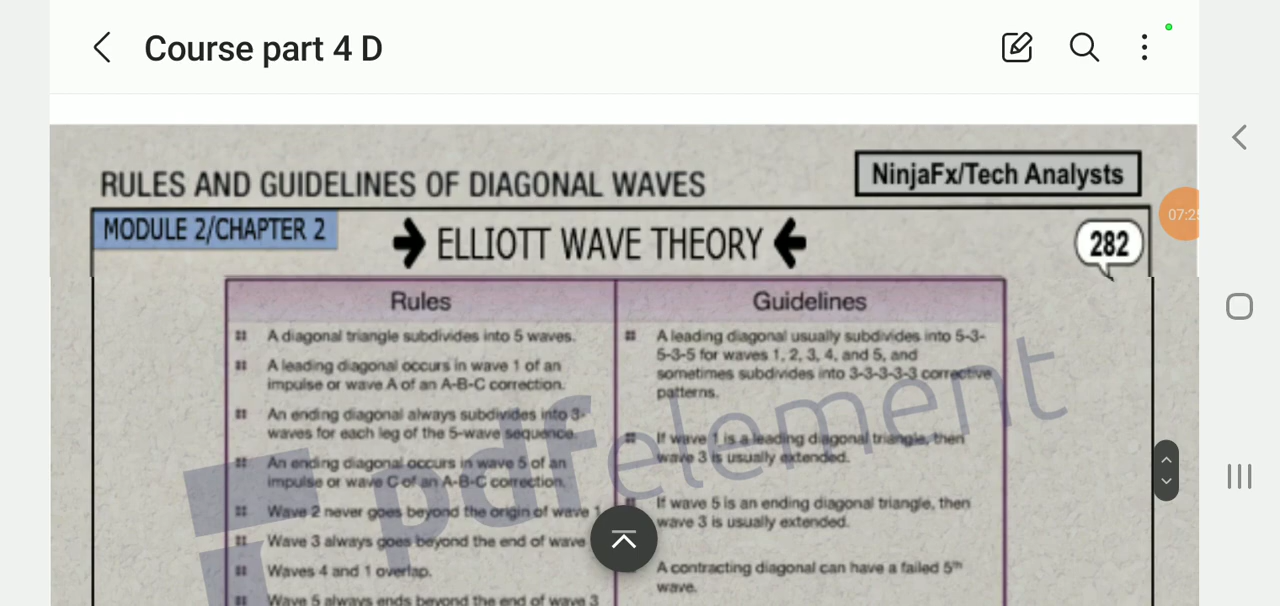 Course part 4 D
RULES AND GUIDELINES OF DIAGONAL WAVES
NinjaFx/Tech Analysts
MODULE 2/CHAPTER 2
ELLIOTT WAVE THEORY
282
07:25
Rules
A diagonal triangle subdivides into 5 waves.
A leading diagonal occurs in wave 1 of an
impulse or wave A of an A-B-C correction.
An ending diagonal always subdivides into 3-
waves for each leg of the 5-wave sequence.
An ending diagonal occurs in wave 5 of an
impulse or wave C of an A-B-C correction.
Wave 2 never goes beyond the origin of wave 1
Wave 3 always goes beyond the end of wave
Waves 4 and 1 overlap.
Wave 5 always ends beyond the end of wave 3
Guidelines
A leading diagonal usually subdivides into 5-3-
5-3-5 for waves 1, 2, 3, 4, and 5, and
sometimes subdivides into 3-3-3-3-3 corrective
patterns.
If wave 1 is a leading diagonal triangle, then
wave 3 is usually extended.
If wave 5 is an ending diagonal triangle, then
wave 3 is usually extended.
A contracting diagonal can have a failed 5th
wave.
pdfelement